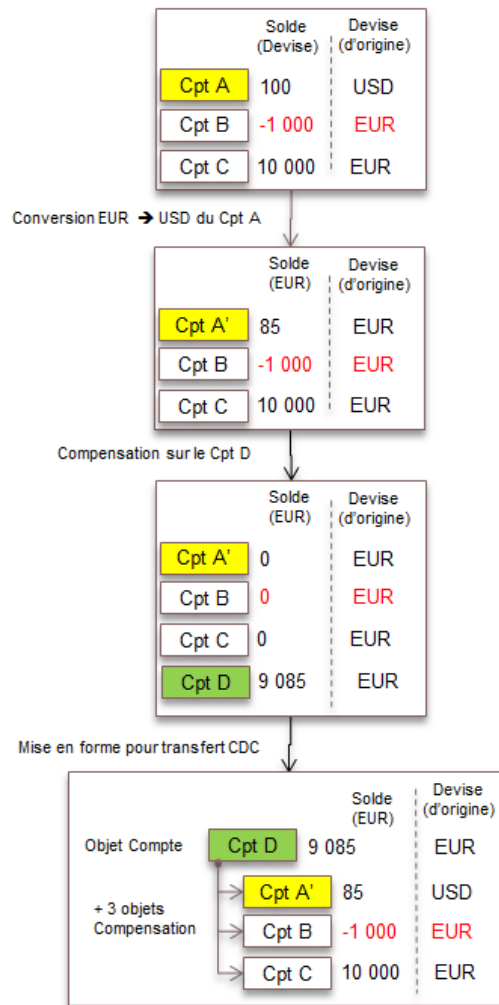 Solde Devise
(Devise) (d'origine)
Cpt A 100 USD
Cpt B -1 000 EUR
Cpt C 10 000 EUR
Conversion EUR ➔ USD du Cpt A
Solde Devise
(EUR) (d'origine)
Cpt A' 85 EUR
Cpt B -1 000 EUR
Cpt C 10 000 EUR
Compensation sur le Cpt D
Solde Devise
(EUR) (d'origine)
Cpt A' 0 EUR
Cpt B 0 EUR
Cpt C 0 EUR
Cpt D 9 085 EUR
Mise en forme pour transfert CDC
Solde Devise
(EUR) (d'origine)
Objet Compte Cpt D 9 085 EUR
Cpt A' 85 USD
+ 3 objets
Compensation
Cpt B -1 000 EUR
Cpt C 10 000 EUR